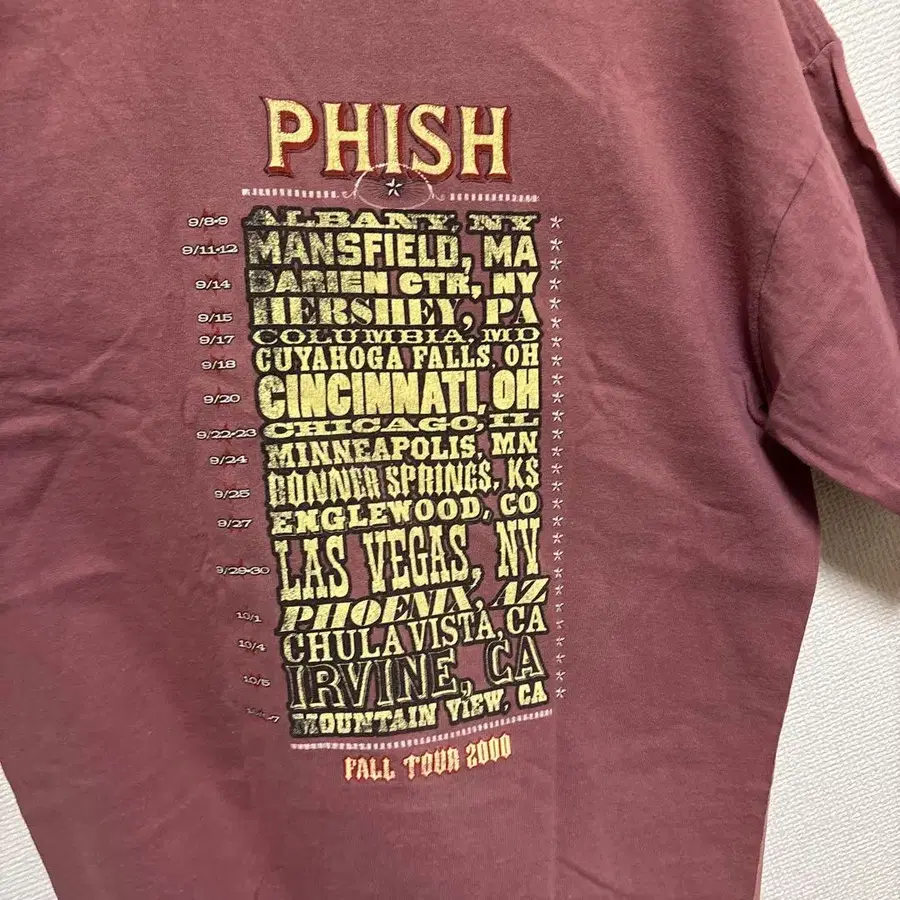 PHISH
9/8-9 ALBANY, NY
9/11-12 MANSFIELD, MA
9/14 DARIEN CTR, NY
9/15 HERSHEY, PA
9/17 COLUMBIA, MD
9/18 CUYAHOGA FALLS, OH
9/20 CINCINNATI, OH
9/22-23 CHICAGO, IL
9/24 MINNEAPOLIS, MN
9/25 BONNER SPRINGS, KS
9/27 ENGLEWOOD, CO
9/29-30 LAS VEGAS, NV
10/1 PHOENIX, AZ
10/4 CHULA VISTA, CA
10/5 IRVINE, CA
MOUNTAIN VIEW, CA
FALL TOUR 2000